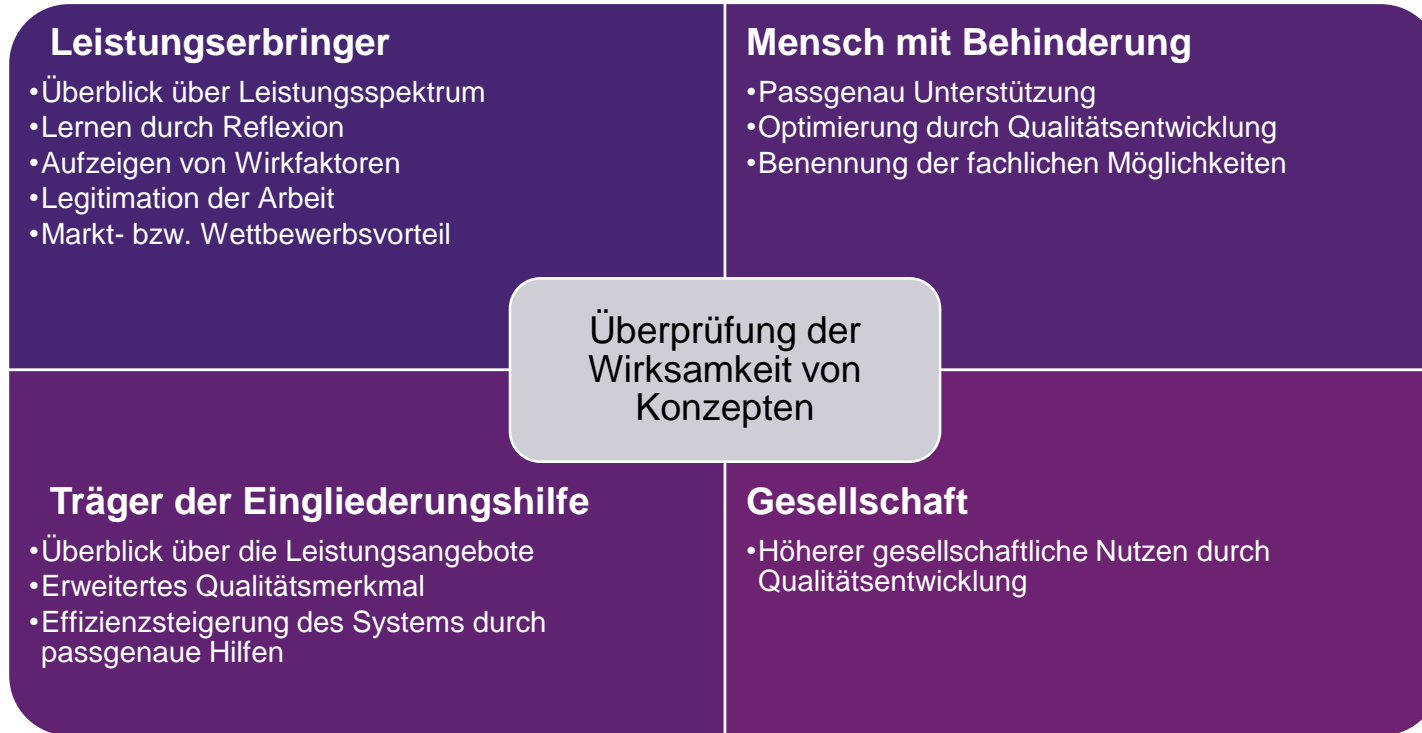 Leistungserbringer
•Überblick über Leistungsspektrum
•Lernen durch Reflexion
•Aufzeigen von Wirkfaktoren
•Legitimation der Arbeit
•Markt- bzw. Wettbewerbsvorteil
Mensch mit Behinderung
•Passgenau Unterstützung
•Optimierung durch Qualitätsentwicklung
•Benennung der fachlichen Möglichkeiten
Überprüfung der
Wirksamkeit von
Konzepten
Träger der Eingliederungshilfe
•Überblick über die Leistungsangebote
•Erweitertes Qualitätsmerkmal
•Effizienzsteigerung des Systems durch
passgenaue Hilfen
Gesellschaft
•Höherer gesellschaftliche Nutzen durch
Qualitätsentwicklung